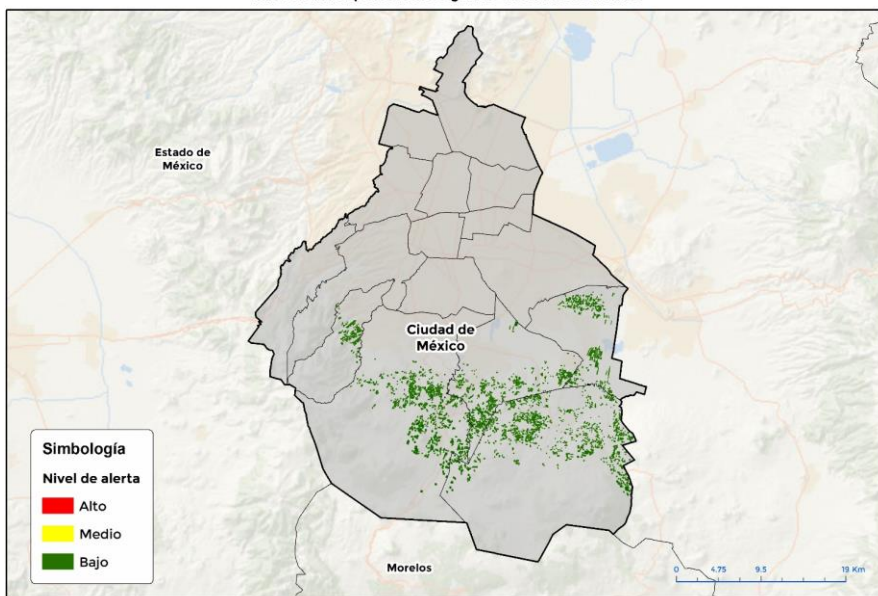 Estado de
México
Ciudad de
México
Simbología
Nivel de alerta
Alto
Medio
Bajo
Morelos
0 4.75 9.5 19 Km